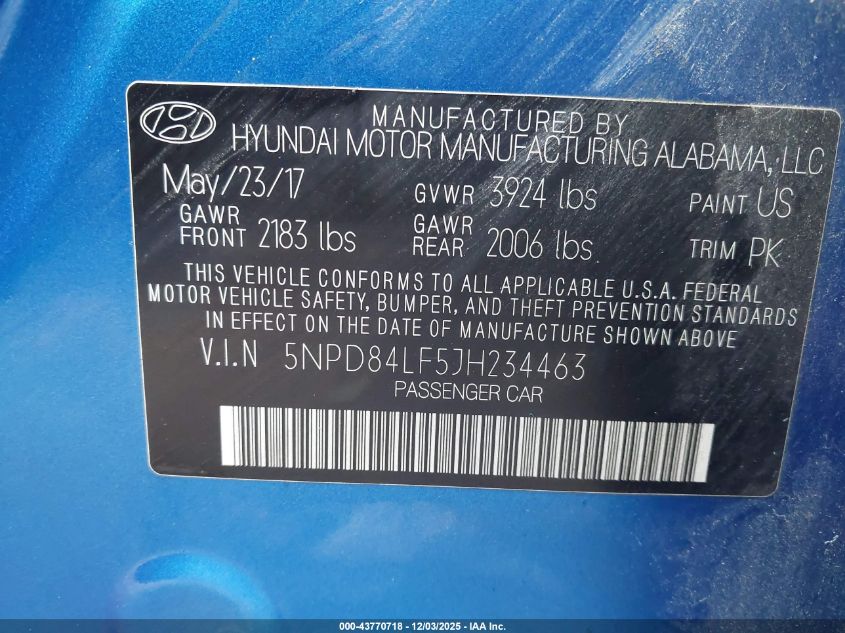 MANUFACTURED BY
HYUNDAI MOTOR MANUFACTURING ALABAMA, LLC
May/23/17 GVWR 3924 lbs PAINT US
GAWR FRONT 2183 lbs GAWR REAR 2006 lbs TRIM PK
THIS VEHICLE CONFORMS TO ALL APPLICABLE U.S.A. FEDERAL
MOTOR VEHICLE SAFETY, BUMPER, AND THEFT PREVENTION STANDARDS
IN EFFECT ON THE DATE OF MANUFACTURE SHOWN ABOVE
V.I.N 5NPD84LF5JH234463
PASSENGER CAR
000-43770718 - 12/03/2025 - IAA Inc.